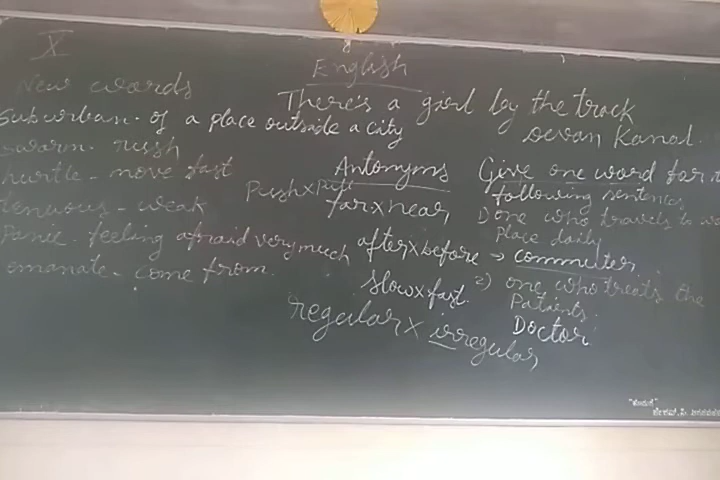 X
English
There's a girl by the track
Devan Kanal.
New words
Suburban - of a place outside a city
swarm - rush
hurtle - move fast
tenuous - weak
Panic - feeling afraid very much
emanate - come from.
Antonyms
Push x Pull
far x near
after x before
slow x fast.
regular x irregular
Give one word for
following sentences
1) one who travels to
Place daily
→ commuter
2) one who treats the
Patients.
Doctor